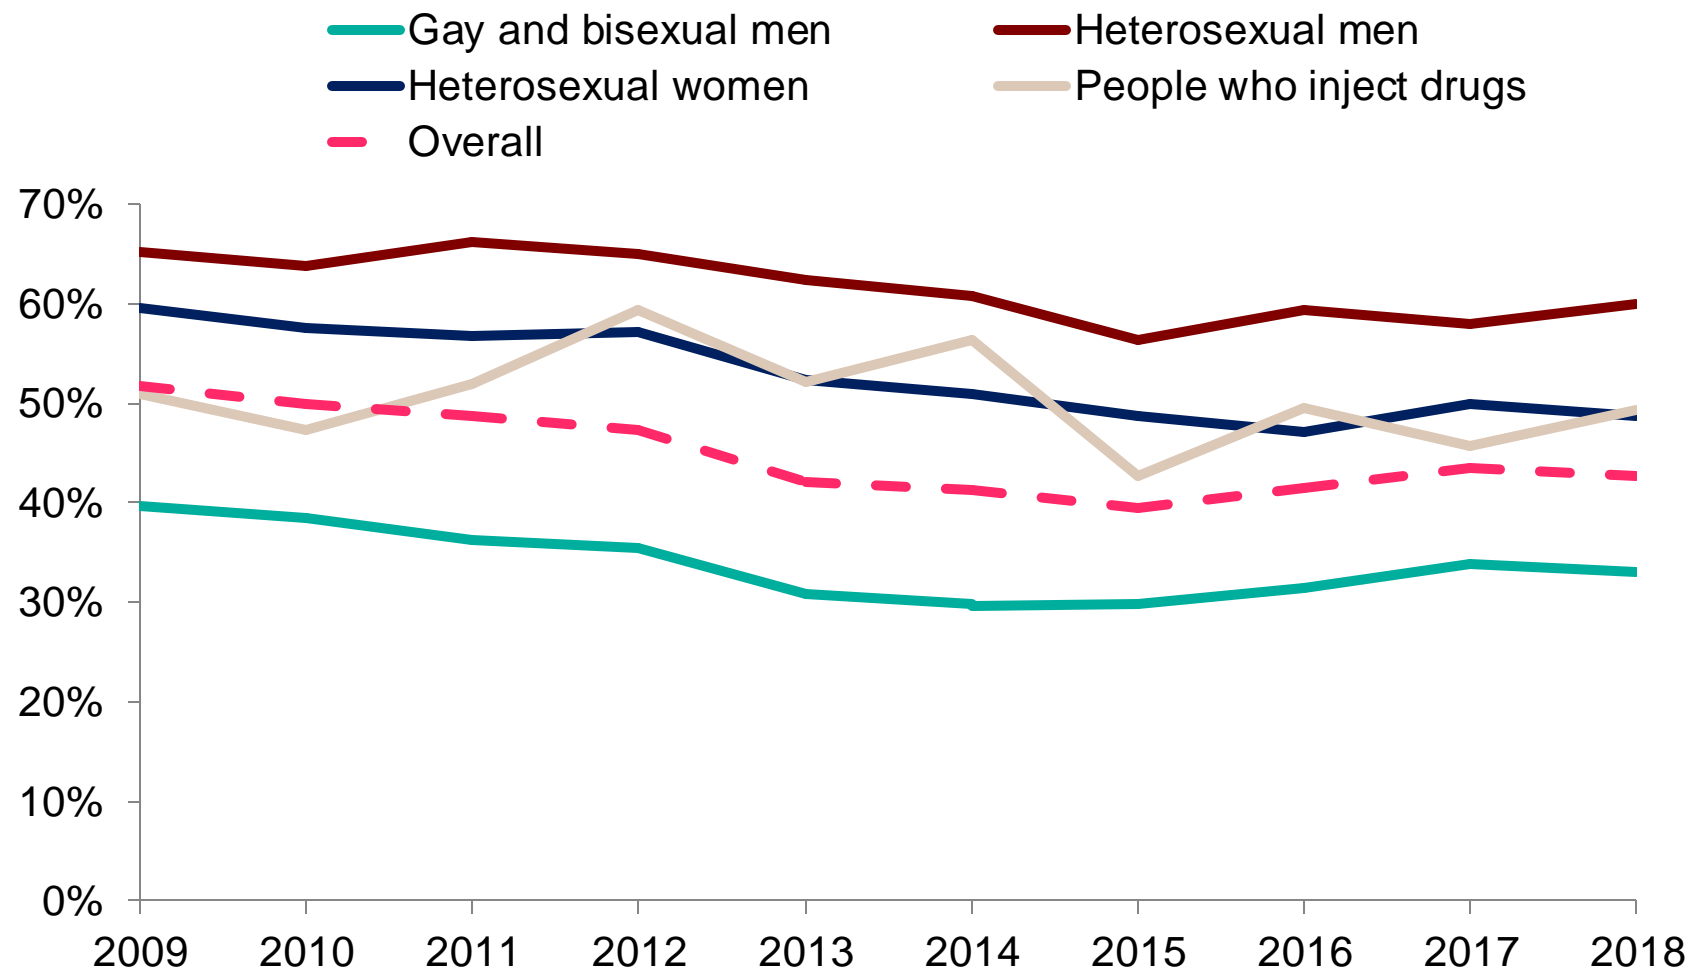 Gay and bisexual men
Heterosexual men
Heterosexual women
People who inject drugs
Overall
70%
60%
50%
40%
30%
20%
10%
0%
2009 2010 2011 2012 2013 2014 2015 2016 2017 2018